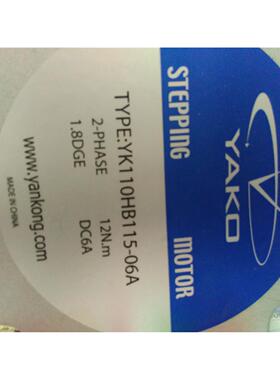 YAKO
STEPPING MOTOR
TYPE:YK110HB115-06A
2-PHASE 12N.m
1.8DGE DC6A
www.yankong.com
MADE IN CHINA